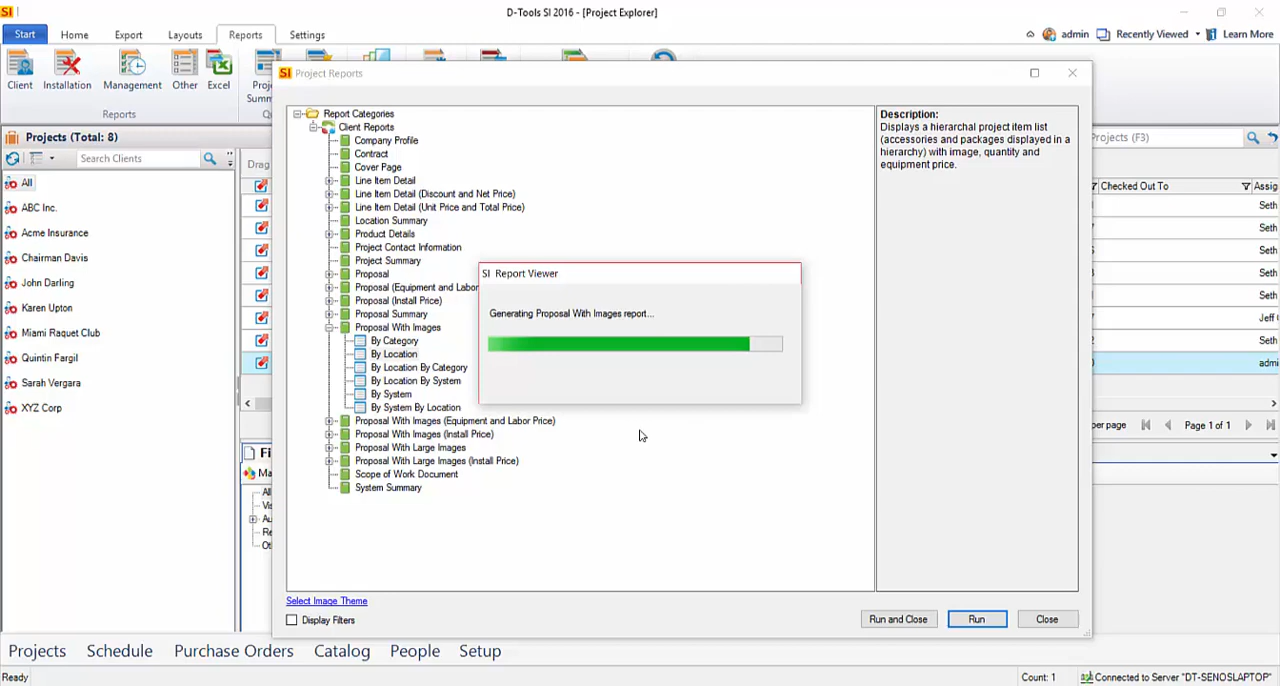 SI
D-Tools SI 2016 - [Project Explorer]
Start Home Export Layouts Reports Settings
admin Recently Viewed Learn More
Client Installation Management Other Excel
Reports
Projects (Total: 8)
Search Clients
All
ABC Inc.
Acme Insurance
Chairman Davis
John Darling
Karen Upton
Miami Raquet Club
Quintin Fargil
Sarah Vergara
XYZ Corp
Drag
SI Project Reports
Report Categories
Client Reports
Company Profile
Contract
Cover Page
Line Item Detail
Line Item Detail (Discount and Net Price)
Line Item Detail (Unit Price and Total Price)
Location Summary
Product Details
Project Contact Information
Project Summary
Proposal
Proposal (Equipment and Labor
Proposal (Install Price)
Proposal Summary
Proposal With Images
By Category
By Location
By Location By Category
By Location By System
By System
By System By Location
Proposal With Images (Equipment and Labor Price)
Proposal With Images (Install Price)
Proposal With Large Images
Proposal With Large Images (Install Price)
Scope of Work Document
System Summary
SI Report Viewer
Generating Proposal With Images report...
Description:
Displays a hierarchal project item list
(accessories and packages displayed in a
hierarchy) with image, quantity and
equipment price.
Select Image Theme
Display Filters
Run and Close Run Close
Projects (F3)
Checked Out To
Assig
Seth
Seth
Seth
Seth
Seth
Jeff
Seth
admi
per page Page 1 of 1
Projects Schedule Purchase Orders Catalog People Setup
Ready
Count: 1 Connected to Server "DT-SENOSLAPTOP"